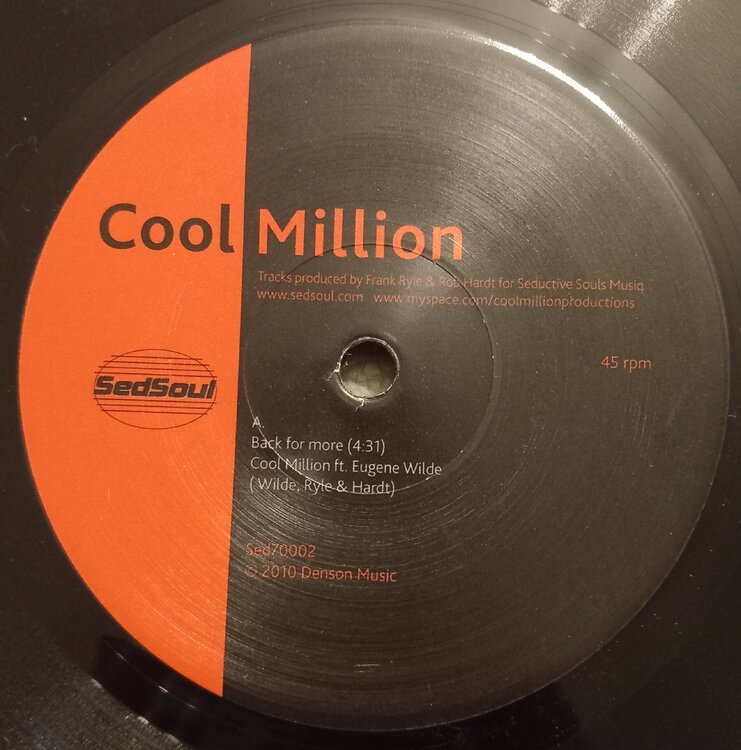 Cool Million
Tracks produced by Frank Ryle & Rob Hardt for Seductive Souls Musiq
www.sedsoul.com www.myspace.com/coolmillionproductions
45 rpm
SedSoul
A.
Back for more (4:31)
Cool Million ft. Eugene Wilde
( Wilde, Ryle & Hardt)
Sed70002
© 2010 Denson Music